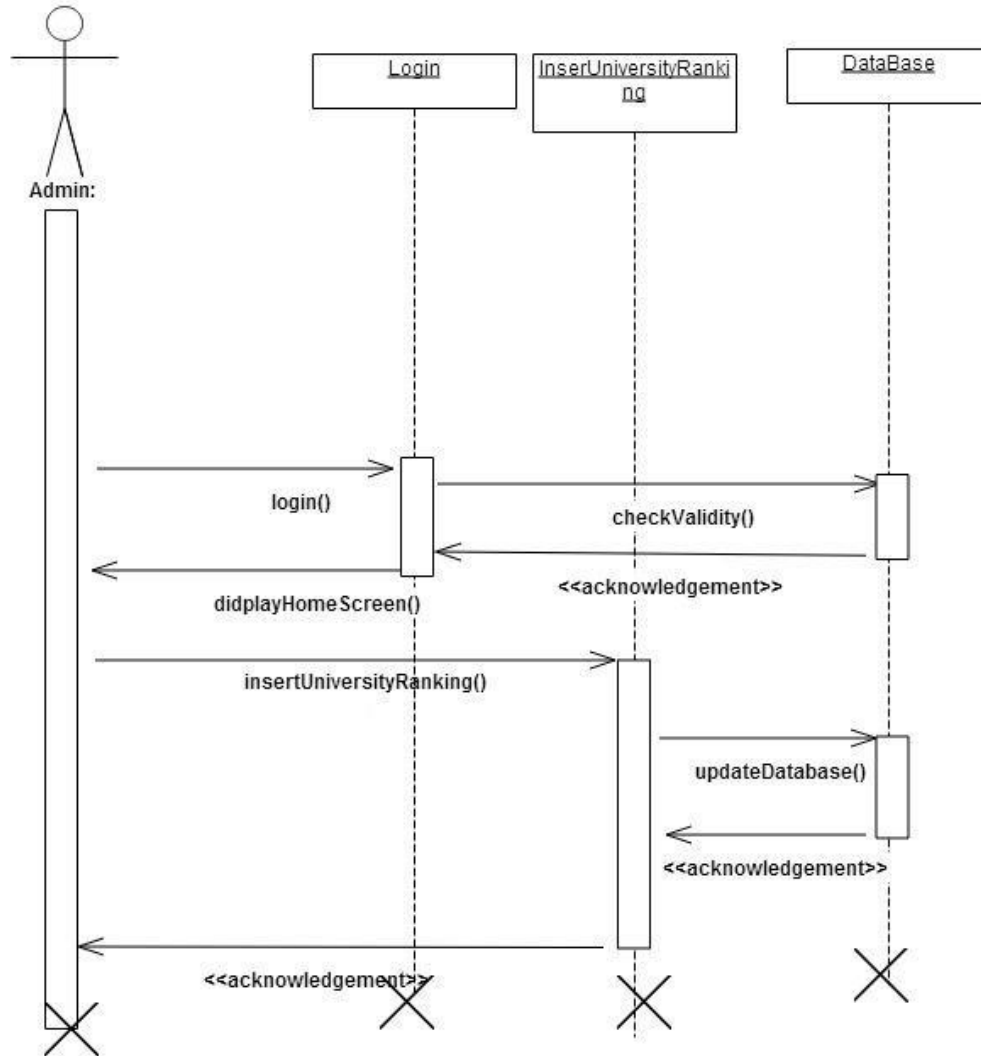 Login
InserUniversityRanki
ng
DataBase
Admin:
login()
checkValidity()
<<acknowledgement>>
didplayHomeScreen()
insertUniversityRanking()
updateDatabase()
<<acknowledgement>>
<<acknowledgement>>